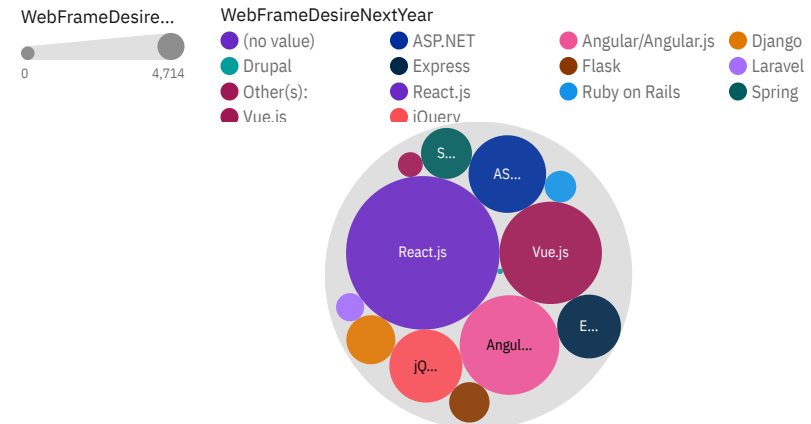 WebFrameDesire...
0
4,714
WebFrameDesireNextYear
(no value)
ASP.NET
Angular/Angular.js
Django
Drupal
Express
Flask
Laravel
Other(s):
React.js
Ruby on Rails
Spring
Vue.js
jQuery
S...
AS...
React.js
Vue.js
E...
Angul...
jQ...